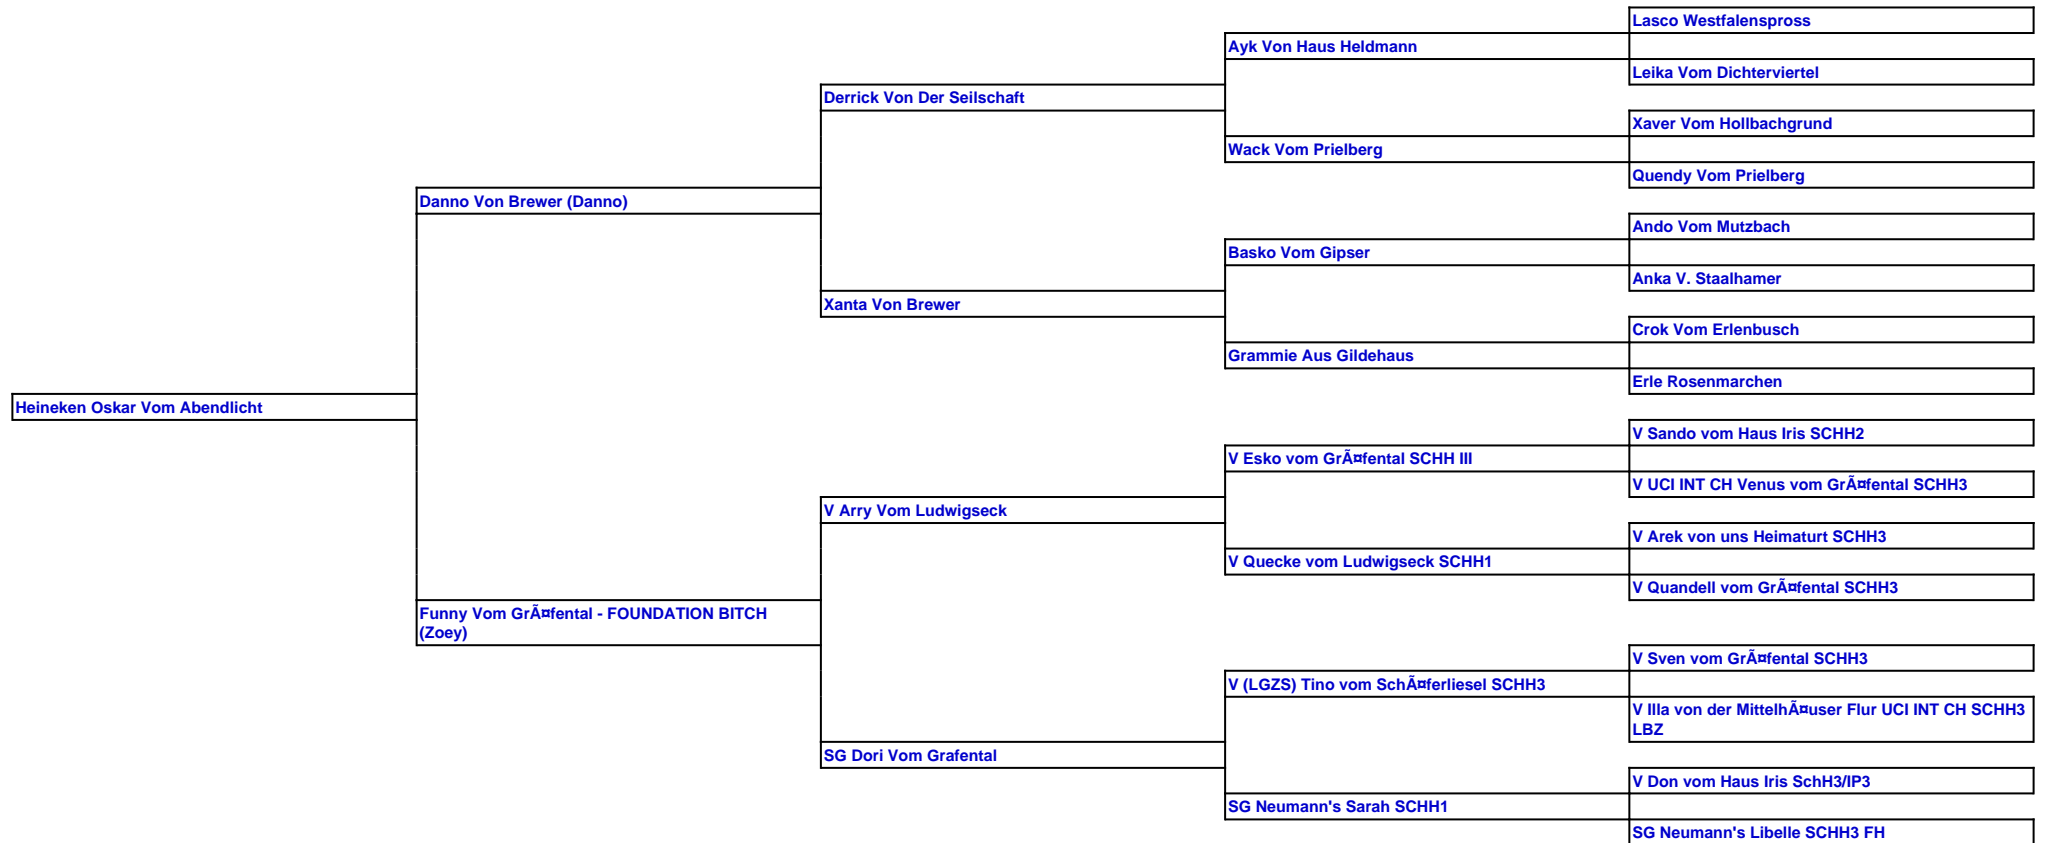 Lasco Westfalenspross
Ayk Von Haus Heldmann
Leika Vom Dichterviertel
Derrick Von Der Seilschaft
Xaver Vom Hollbachgrund
Wack Vom Prielberg
Quendy Vom Prielberg
Danno Von Brewer (Danno)
Ando Vom Mutzbach
Basko Vom Gipser
Anka V. Staalhamer
Xanta Von Brewer
Crok Vom Erlenbusch
Grammie Aus Gildehaus
Erle Rosenmarchen
Heineken Oskar Vom Abendlicht
V Sando vom Haus Iris SCHH2
V Esko vom GrÃ¤fental SCHH III
V UCI INT CH Venus vom GrÃ¤fental SCHH3
V Arry Vom Ludwigseck
V Arek von uns Heimaturt SCHH3
V Quecke vom Ludwigseck SCHH1
V Quandell vom GrÃ¤fental SCHH3
Funny Vom GrÃ¤fental - FOUNDATION BITCH
(Zoey)
V Sven vom GrÃ¤fental SCHH3
V (LGZS) Tino vom SchÃ¤ferliesel SCHH3
V Illa von der MittelhÃ¤user Flur UCI INT CH SCHH3
LBZ
SG Dori Vom Grafental
V Don vom Haus Iris SchH3/IP3
SG Neumann's Sarah SCHH1
SG Neumann's Libelle SCHH3 FH